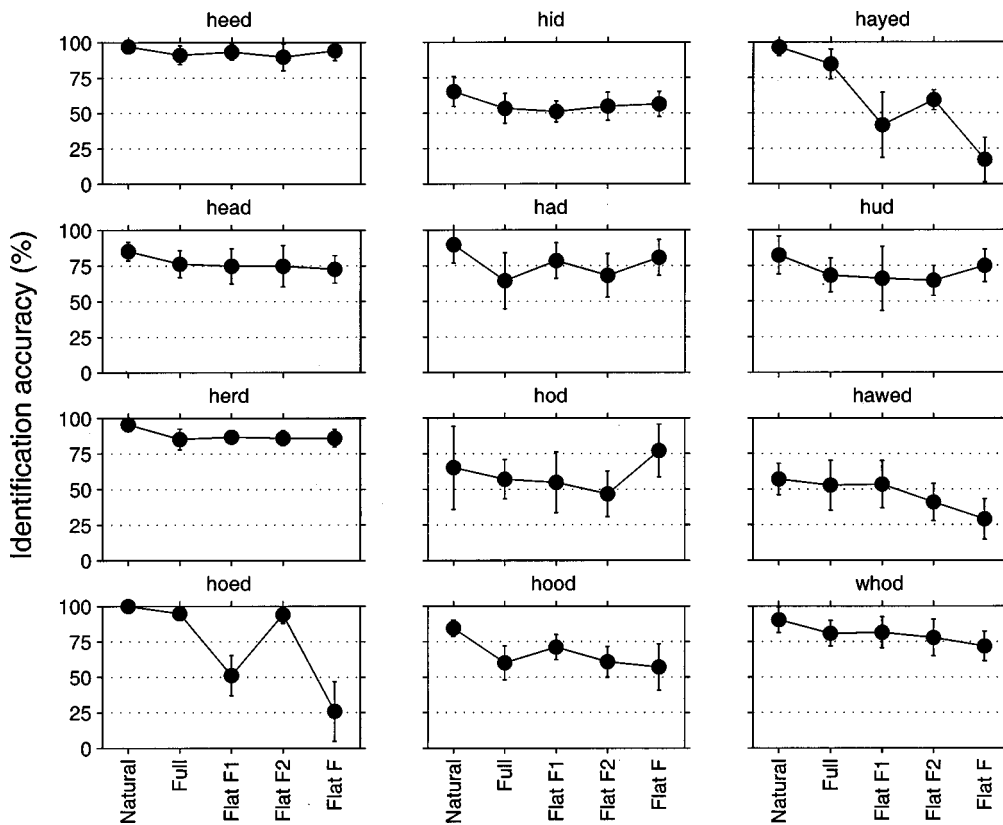 heed hid hayed
100 75 50 25 0
head had hud
100 75 50 25 0
herd hod hawed
100 75 50 25 0
hoed hood whod
100 75 50 25 0
Identification accuracy (%)
Natural Full Flat F1 Flat F2 Flat F
Natural Full Flat F1 Flat F2 Flat F
Natural Full Flat F1 Flat F2 Flat F